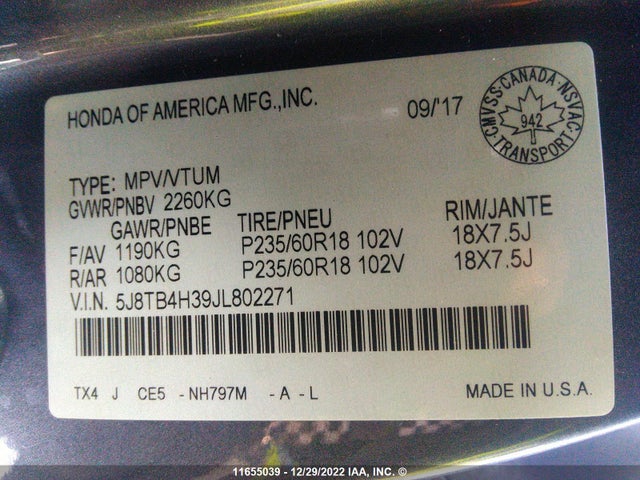 HONDA OF AMERICA MFG.,INC.
09/'17
CMVSS·CANADA·NSVAC
942
·TRANSPORT·
TYPE: MPV/VTUM
GVWR/PNBV 2260KG
GAWR/PNBE TIRE/PNEU RIM/JANTE
F/AV 1190KG P235/60R18 102V 18X7.5J
R/AR 1080KG P235/60R18 102V 18X7.5J
V.I.N. 5J8TB4H39JL802271
TX4 J CE5 - NH797M - A - L
MADE IN U.S.A.
11655039 - 12/29/2022 IAA, INC. ©